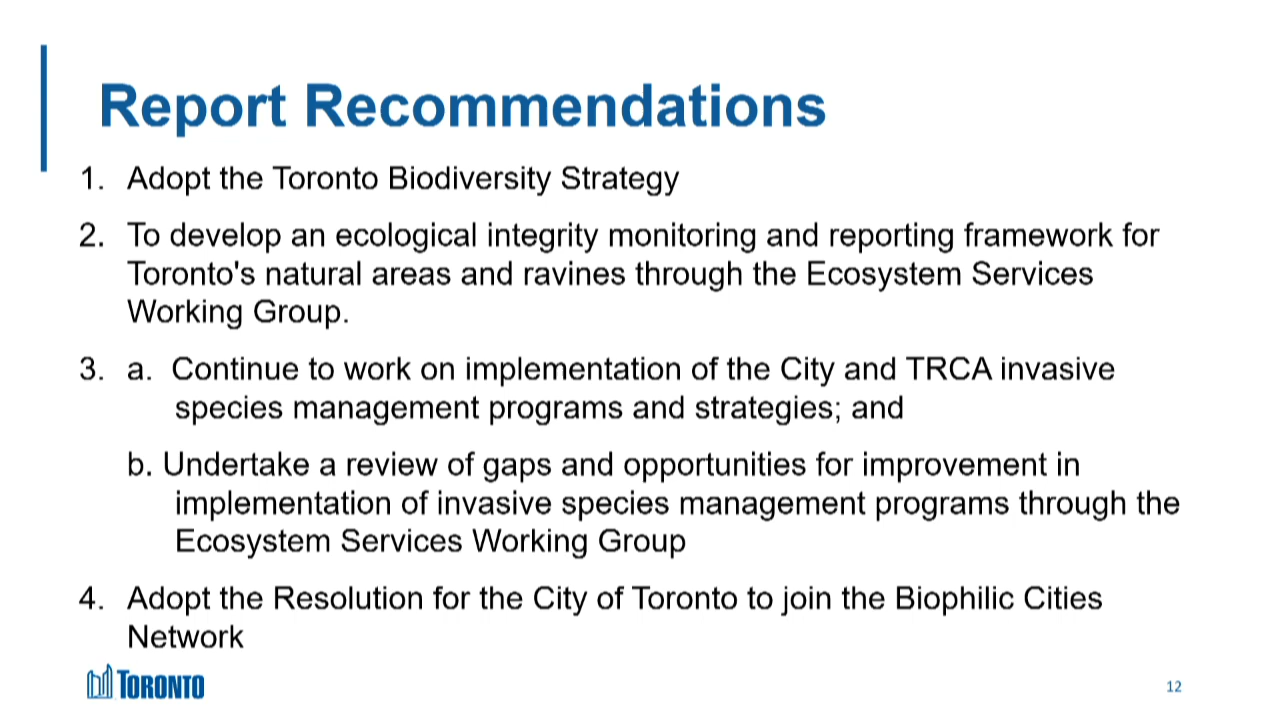 Report Recommendations
1. Adopt the Toronto Biodiversity Strategy
2. To develop an ecological integrity monitoring and reporting framework for
Toronto's natural areas and ravines through the Ecosystem Services
Working Group.
3. a. Continue to work on implementation of the City and TRCA invasive
species management programs and strategies; and
b. Undertake a review of gaps and opportunities for improvement in
implementation of invasive species management programs through the
Ecosystem Services Working Group
4. Adopt the Resolution for the City of Toronto to join the Biophilic Cities
Network
TORONTO
12